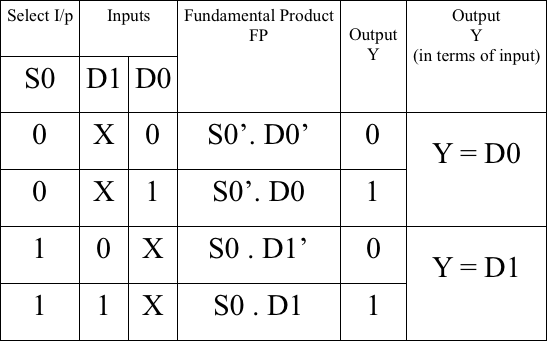 Select I/p Inputs Fundamental Product FP Output Y Output Y (in terms of input)
S0 D1 D0
0 X 0 S0’. D0’ 0 Y = D0
0 X 1 S0’. D0 1
1 0 X S0 . D1’ 0 Y = D1
1 1 X S0 . D1 1